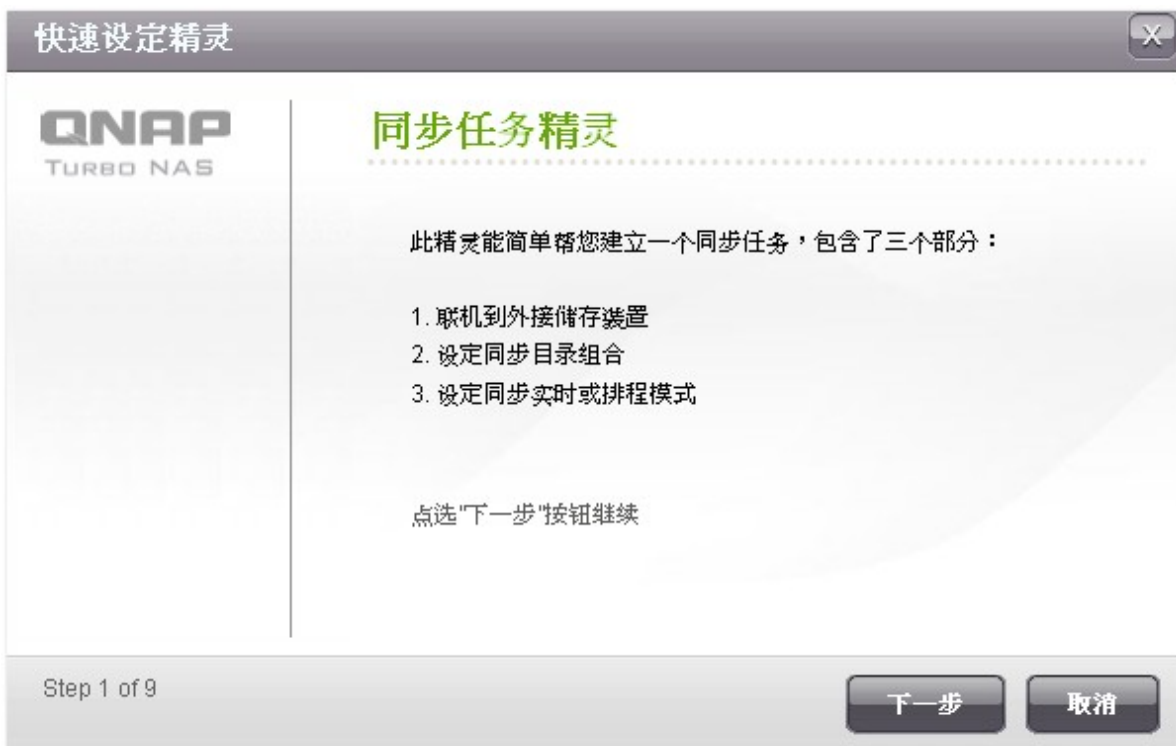 快速设定精灵
X
QNAP
TURBO NAS
同步任务精灵
此精灵能简单帮您建立一个同步任务，包含了三个部分：
1. 联机到外接储存装置
2. 设定同步目录组合
3. 设定同步实时或排程模式
点选"下一步"按钮继续
Step 1 of 9
下一步
取消